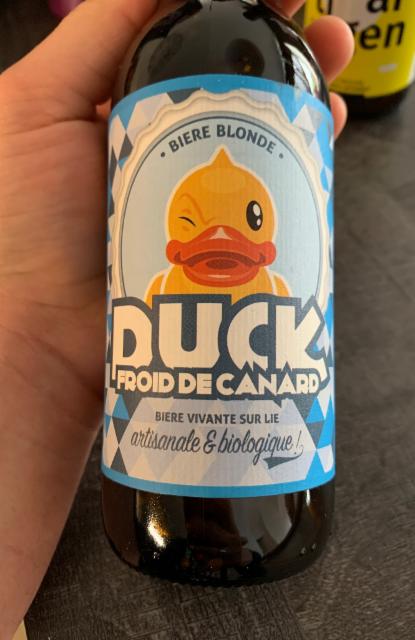 • BIERE BLONDE •
DUCK
FROID DE CANARD
BIERE VIVANTE SUR LIE
artisanale & biologique !